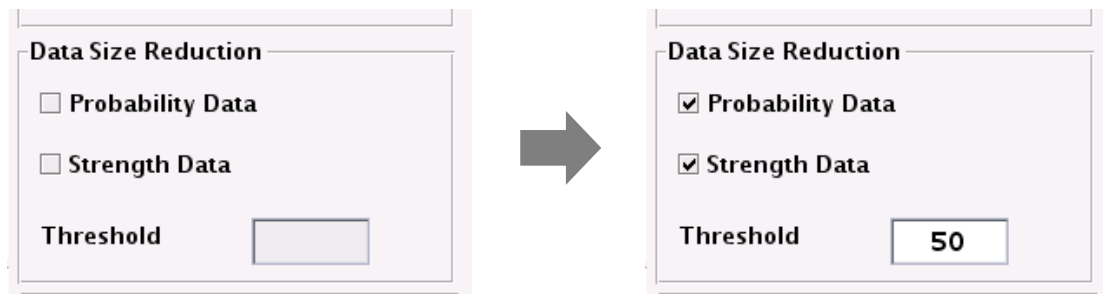 Data Size Reduction
Probability Data
Strength Data
Threshold
Data Size Reduction
Probability Data
Strength Data
Threshold 50